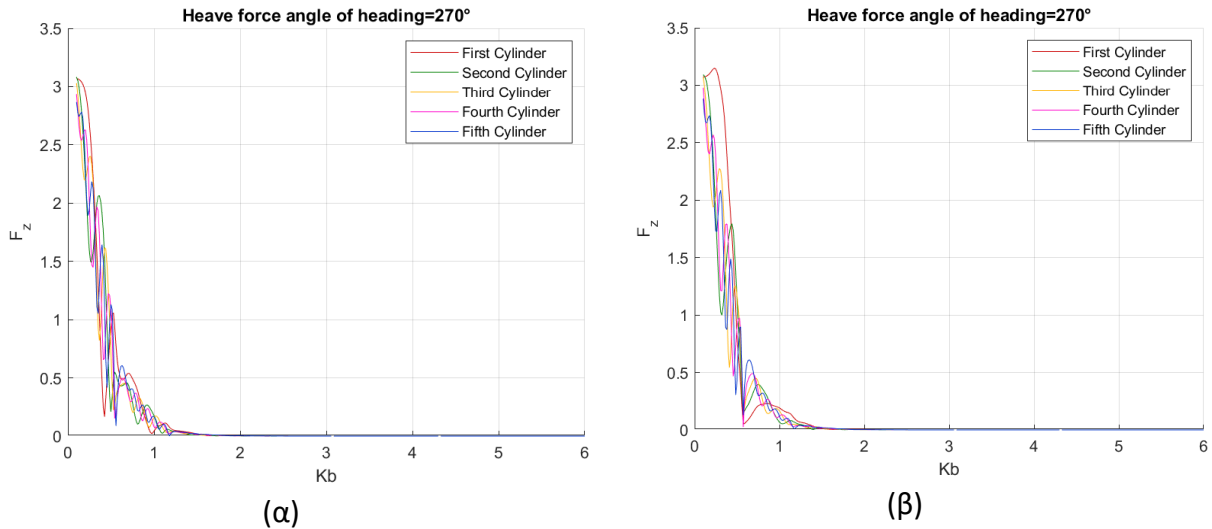 Heave force angle of heading=270°
3.5
3
2.5
2
1.5
1
0.5
0
F_z
First Cylinder
Second Cylinder
Third Cylinder
Fourth Cylinder
Fifth Cylinder
0 1 2 3 4 5 6
Kb
(α)
Heave force angle of heading=270°
3.5
3
2.5
2
1.5
1
0.5
0
F_z
First Cylinder
Second Cylinder
Third Cylinder
Fourth Cylinder
Fifth Cylinder
0 1 2 3 4 5 6
Kb
(β)